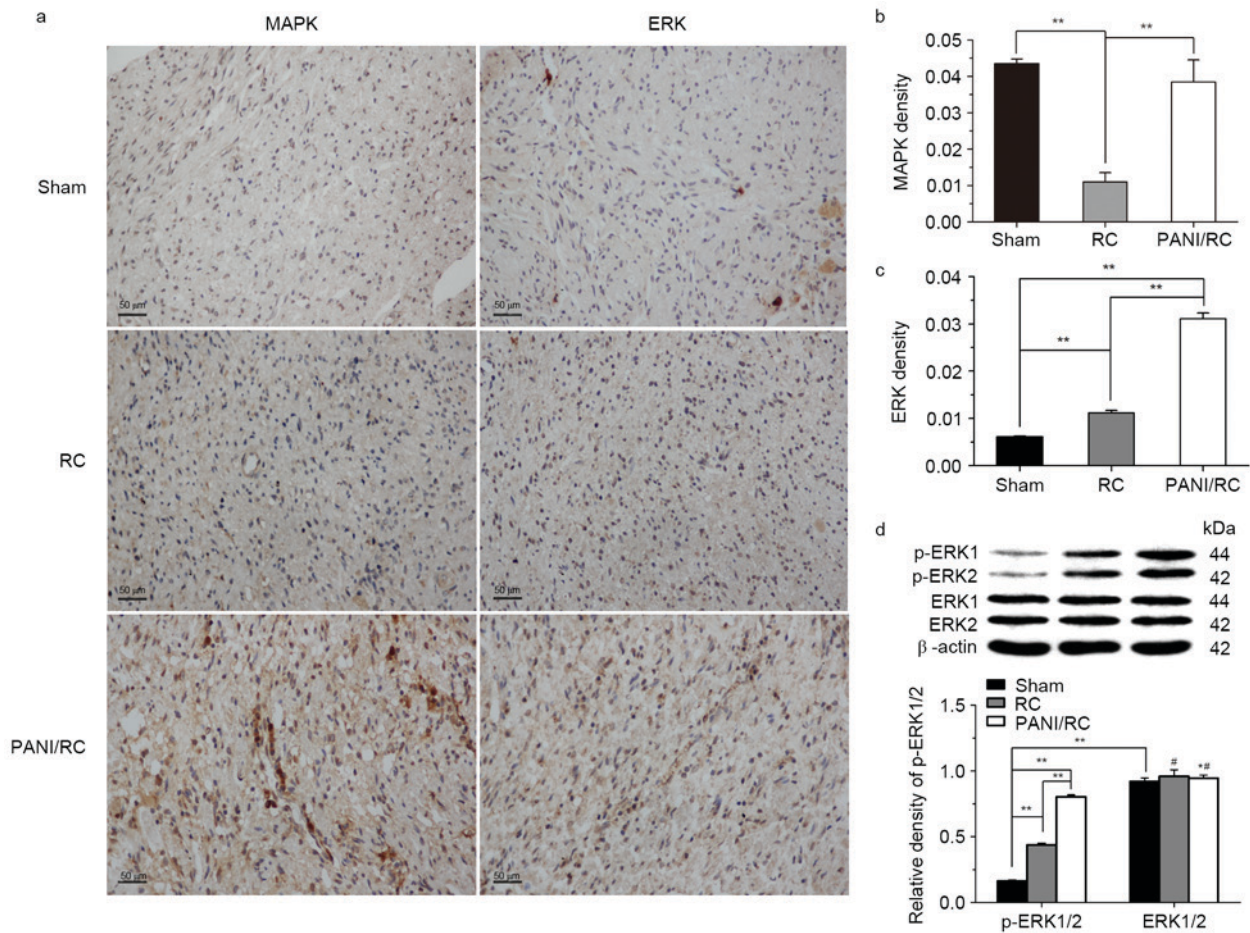 a
MAPK
ERK
Sham
50 μm
50 μm
RC
50 μm
50 μm
PANI/RC
50 μm
50 μm
b
MAPK density
0.05
0.04
0.03
0.02
0.01
0.00
**
**
Sham
RC
PANI/RC
c
ERK density
0.04
0.03
0.02
0.01
0.00
**
**
**
Sham
RC
PANI/RC
d
kDa
p-ERK1 44
p-ERK2 42
ERK1 44
ERK2 42
β-actin 42
Relative density of p-ERK1/2
1.5
1.0
0.5
0.0
Sham
RC
PANI/RC
**
**
**
**
#
*#
p-ERK1/2
ERK1/2